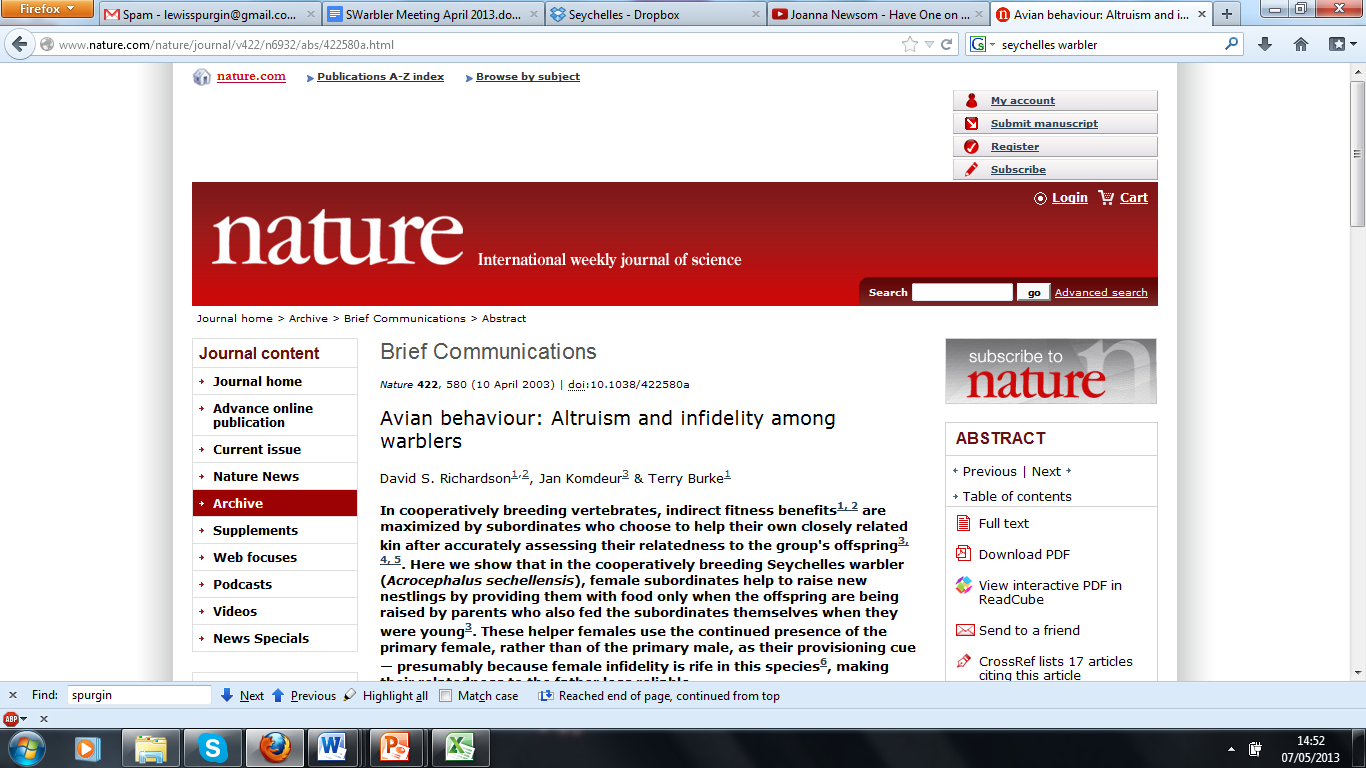 Firefox
Spam - lewisspurgin@gmail.co...
SWarbler Meeting April 2013.do...
Seychelles - Dropbox
Joanna Newsom - Have One on ...
Avian behaviour: Altruism and i...
www.nature.com/nature/journal/v422/n6932/abs/422580a.html
seychelles warbler
nature.com
Publications A-Z index
Browse by subject
My account
Submit manuscript
Register
Subscribe
Login
Cart
nature International weekly journal of science
Search
go
Advanced search
Journal home > Archive > Brief Communications > Abstract
Journal content
Journal home
Advance online
publication
Current issue
Nature News
Archive
Supplements
Web focuses
Podcasts
Videos
News Specials
Brief Communications
Nature 422, 580 (10 April 2003) | doi:10.1038/422580a
Avian behaviour: Altruism and infidelity among
warblers
David S. Richardson1,2, Jan Komdeur3 & Terry Burke1
In cooperatively breeding vertebrates, indirect fitness benefits1, 2 are
maximized by subordinates who choose to help their own closely related
kin after accurately assessing their relatedness to the group's offspring3,
4, 5. Here we show that in the cooperatively breeding Seychelles warbler
(Acrocephalus sechellensis), female subordinates help to raise new
nestlings by providing them with food only when the offspring are being
raised by parents who also fed the subordinates themselves when they
were young3. These helper females use the continued presence of the
primary female, rather than of the primary male, as their provisioning cue
— presumably because female infidelity is rife in this species6, making
their relatedness to the father less reliable.
subscribe to
nature
ABSTRACT
Previous | Next
Table of contents
Full text
Download PDF
View interactive PDF in
ReadCube
Send to a friend
CrossRef lists 17 articles
citing this article
Find:
spurgin
Next
Previous
Highlight all
Match case
Reached end of page, continued from top
ABP
14:52
07/05/2013